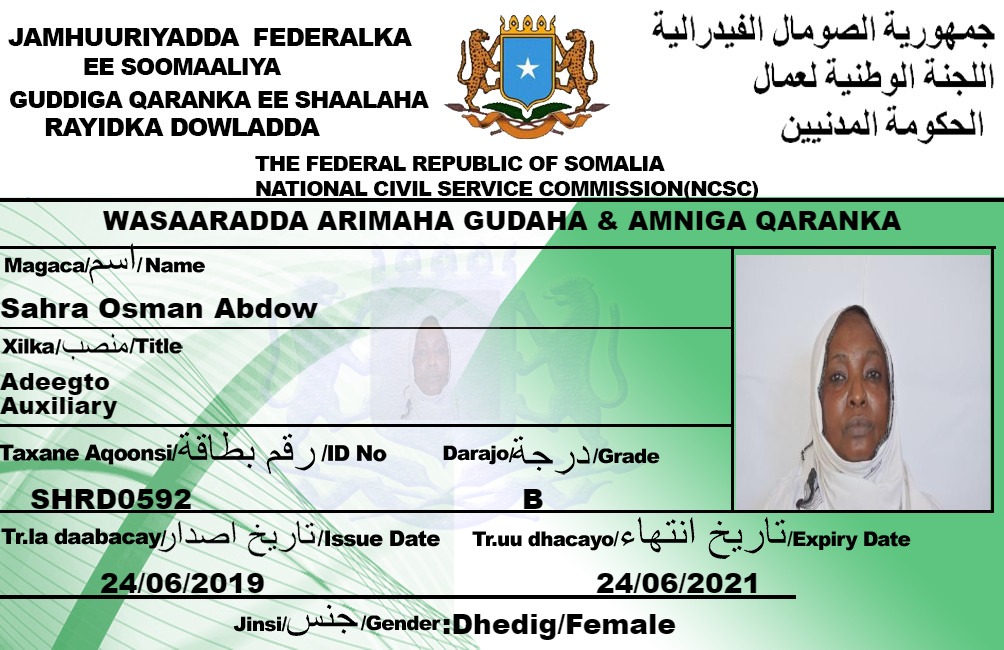 JAMHUURIYADDA FEDERALKA
EE SOOMAALIYA
GUDDIGA QARANKA EE SHAALAHA
RAYIDKA DOWLADDA
جمهورية الصومال الفيدرالية
اللجنة الوطنية لعمال
الحكومة المدنيين
THE FEDERAL REPUBLIC OF SOMALIA
NATIONAL CIVIL SERVICE COMMISSION(NCSC)
WASAARADDA ARIMAHA GUDAHA & AMNIGA QARANKA
Magaca/اسم/Name
Sahra Osman Abdow
Xilka/منصب/Title
Adeegto
Auxiliary
Taxane Aqoonsi/رقم بطاقة/ID No
Darajo/درجة/Grade
SHRD0592
B
Tr.la daabacay/تاريخ اصدار/Issue Date
Tr.uu dhacayo/تاريخ انتهاء/Expiry Date
24/06/2019
24/06/2021
Jinsi/جنس/Gender:Dhedig/Female